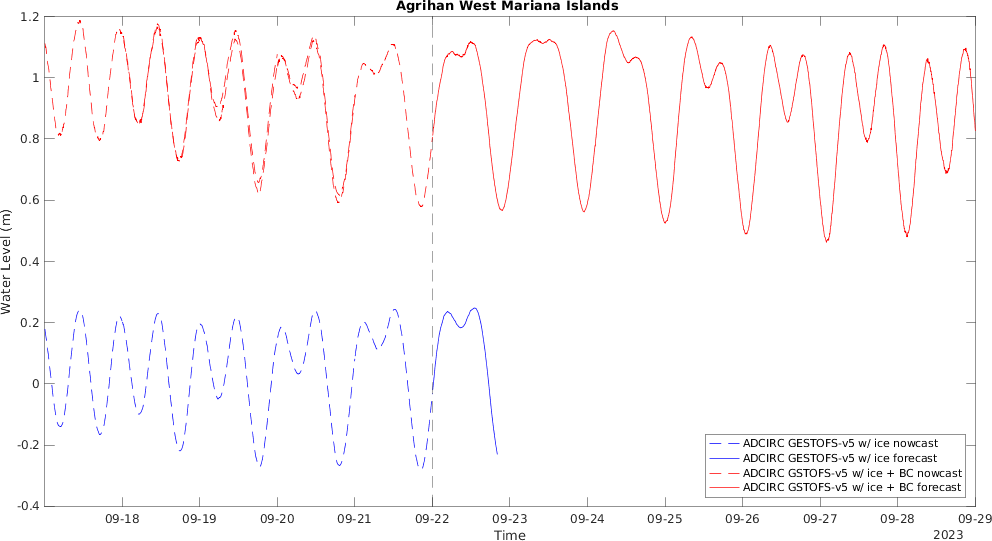 Agrihan West Mariana Islands
Water Level (m)
1.2
1
0.8
0.6
0.4
0.2
0
-0.2
-0.4
ADCIRC GESTOFS-v5 w/ ice nowcast
ADCIRC GESTOFS-v5 w/ ice forecast
ADCIRC GSTOFS-v5 w/ ice + BC nowcast
ADCIRC GSTOFS-v5 w/ ice + BC forecast
09-18 09-19 09-20 09-21 09-22 09-23 09-24 09-25 09-26 09-27 09-28 09-29
Time
2023